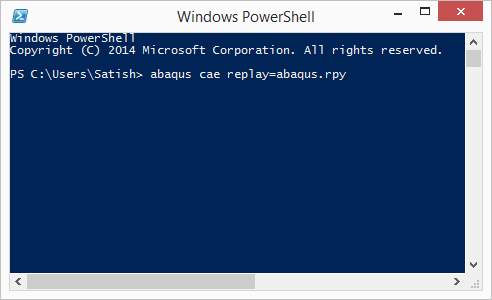 Windows PowerShell
Windows PowerShell
Copyright (C) 2014 Microsoft Corporation. All rights reserved.
PS C:\Users\Satish> abaqus cae replay=abaqus.rpy